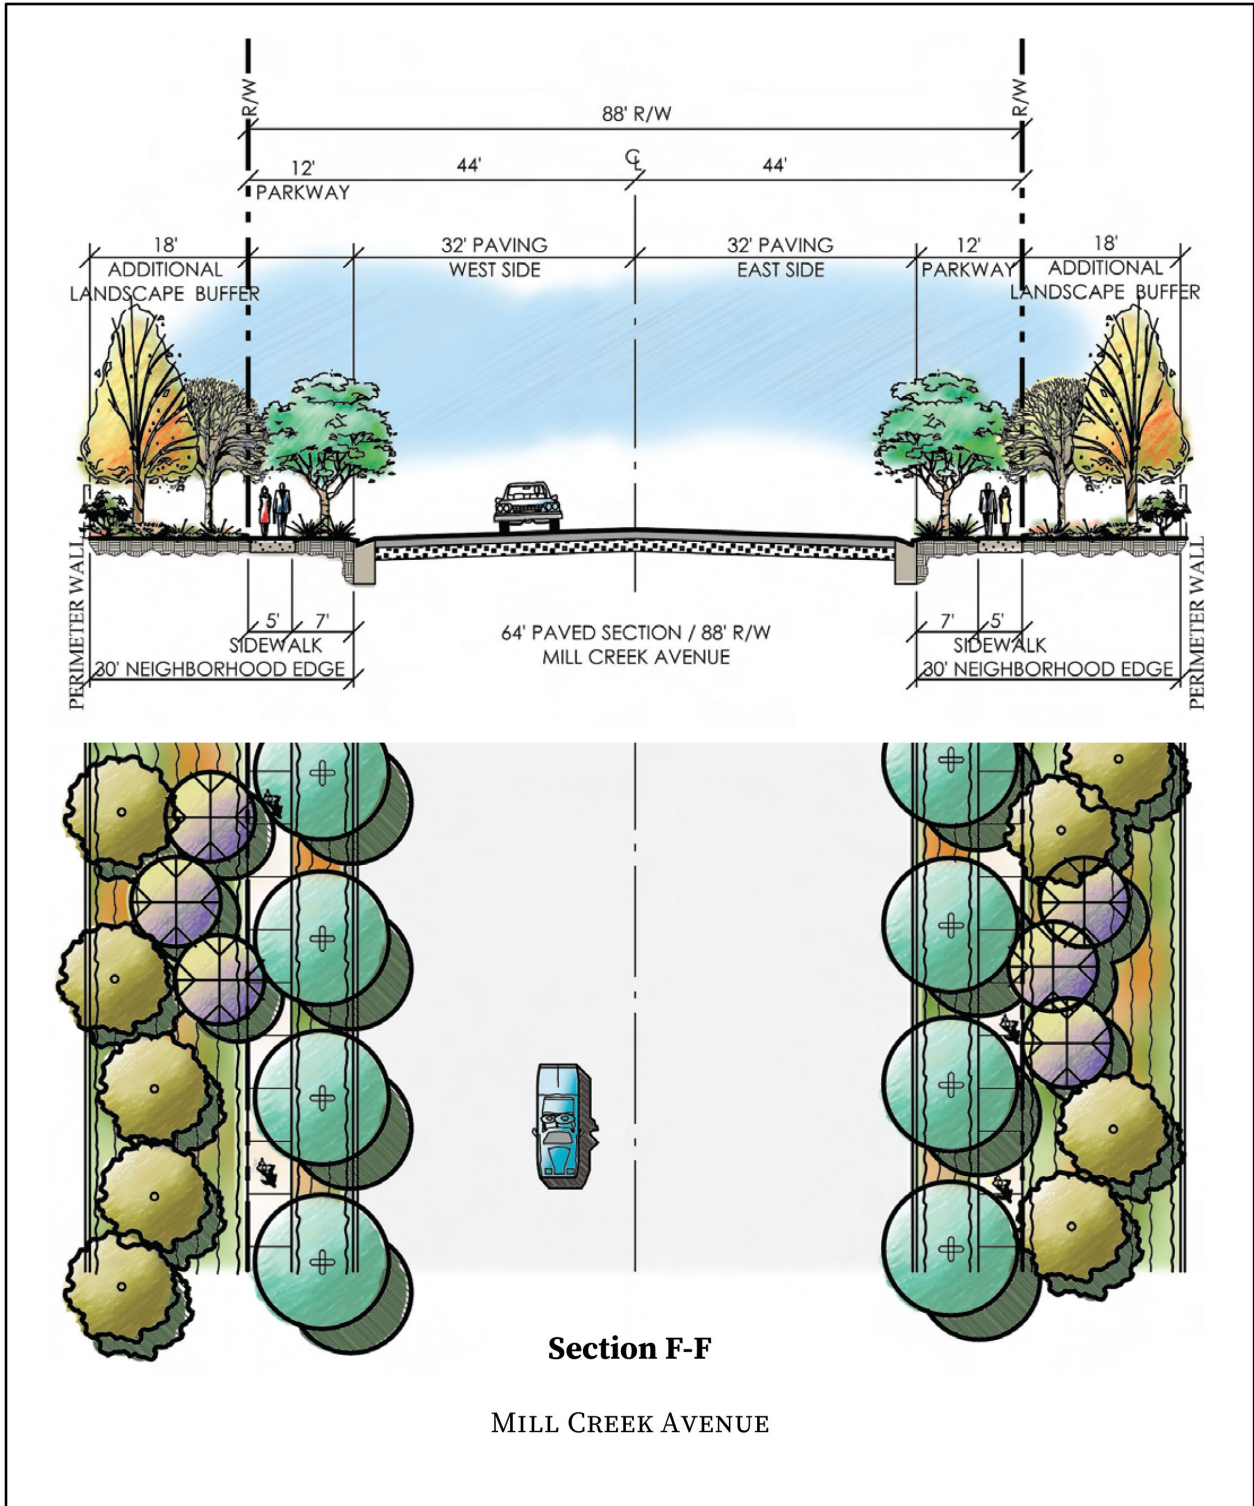 R/W
R/W
88' R/W
12'
44'
℄
44'
PARKWAY
18'
32' PAVING
32' PAVING
12'
18'
ADDITIONAL
WEST SIDE
EAST SIDE
PARKWAY
ADDITIONAL
LANDSCAPE BUFFER
LANDSCAPE BUFFER
PERIMETER WALL
PERIMETER WALL
5'
7'
64' PAVED SECTION / 88' R/W
7'
5'
SIDEWALK
MILL CREEK AVENUE
SIDEWALK
30' NEIGHBORHOOD EDGE
30' NEIGHBORHOOD EDGE
Section F-F
MILL CREEK AVENUE